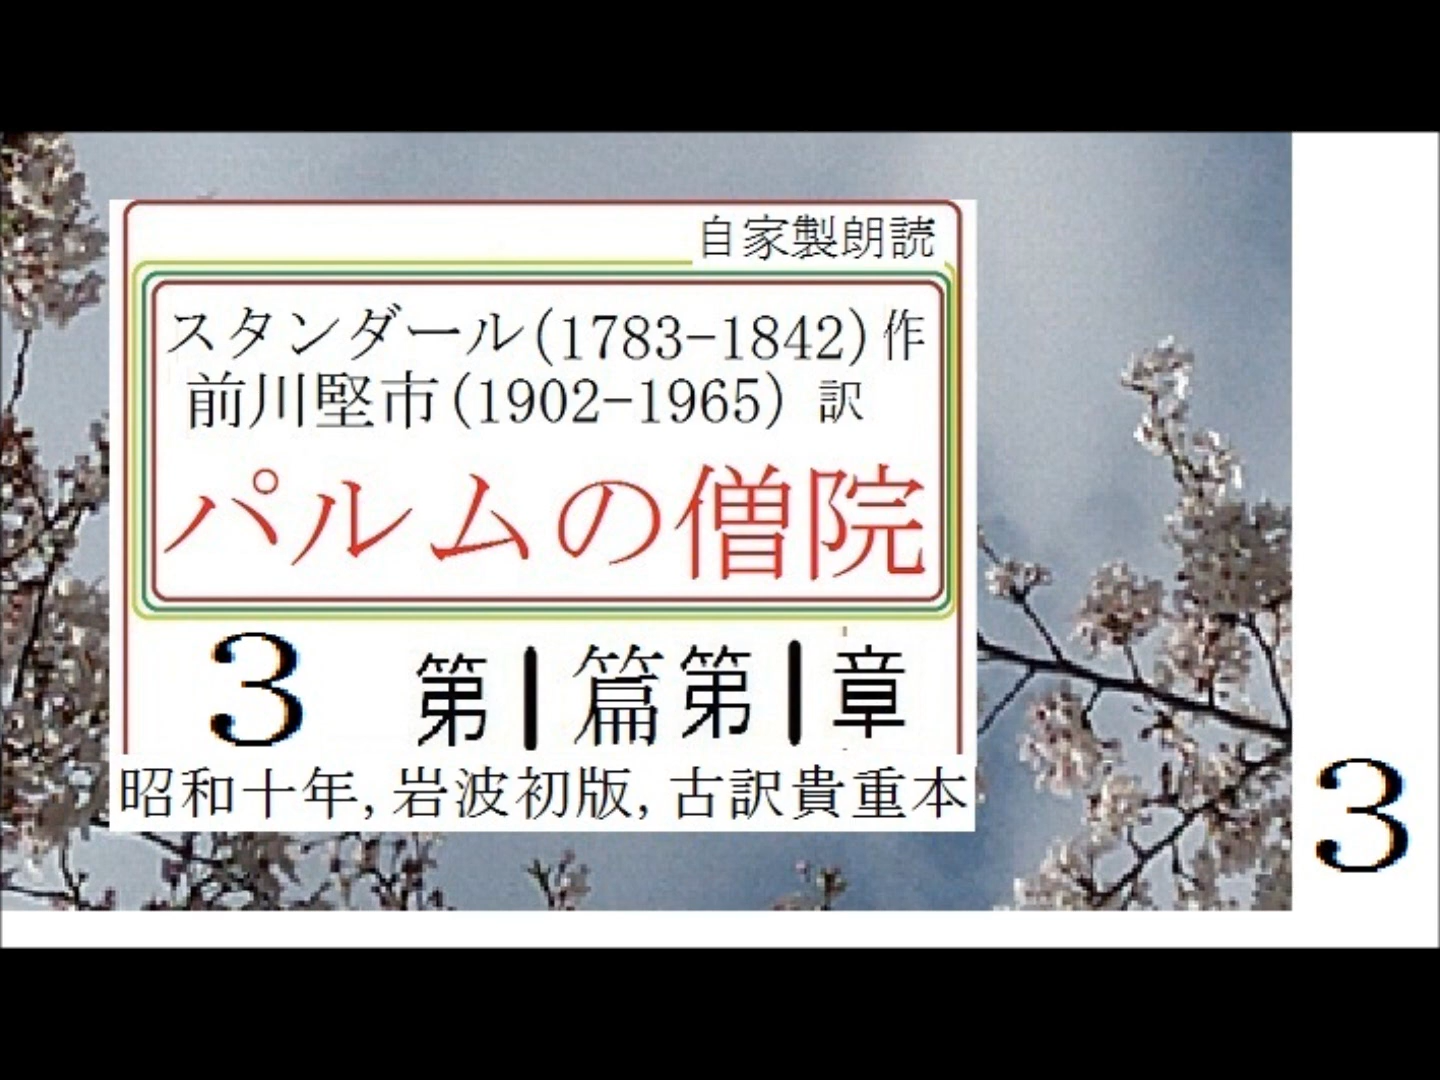 自家製朗読
スタンダール(1783-1842)作
前川堅市(1902-1965) 訳
パルムの僧院
3 第1篇第1章
昭和十年,岩波初版,古訳貴重本
3